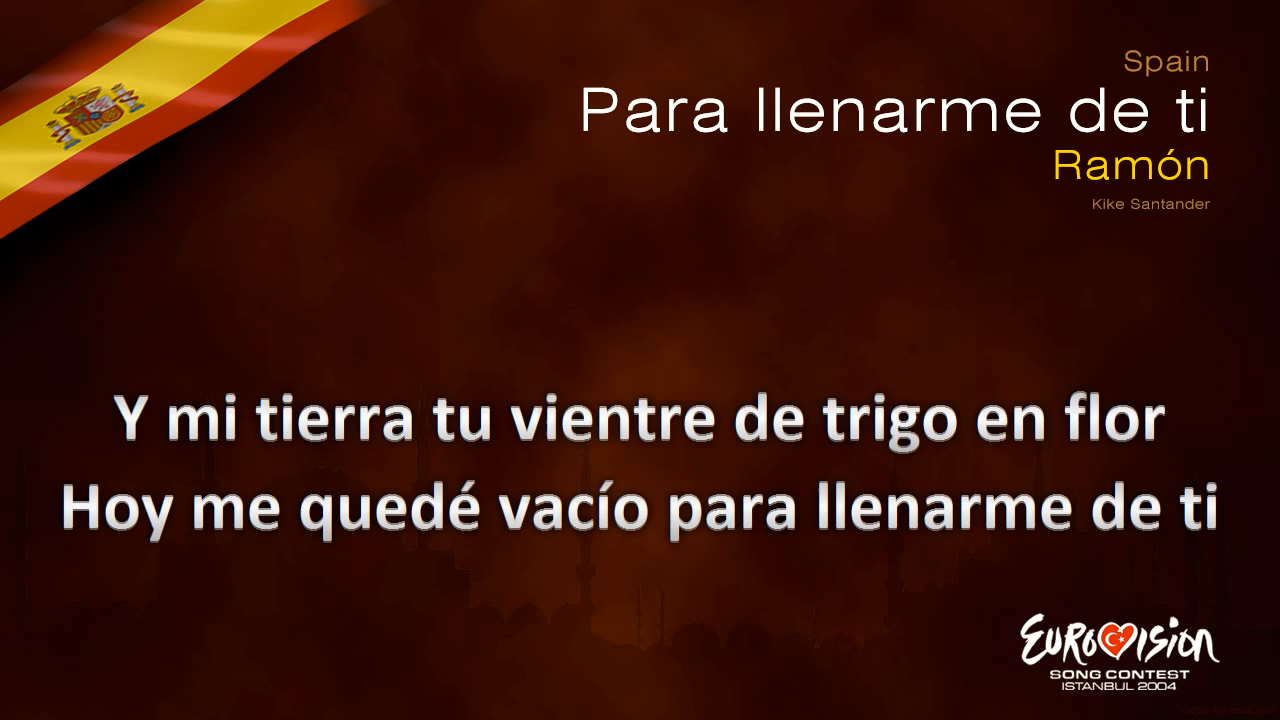 Spain
Para llenarme de ti
Ramón
Kike Santander
Y mi tierra tu vientre de trigo en flor
Hoy me quedé vacío para llenarme de ti
EUROVISION
SONG CONTEST
ISTANBUL 2004